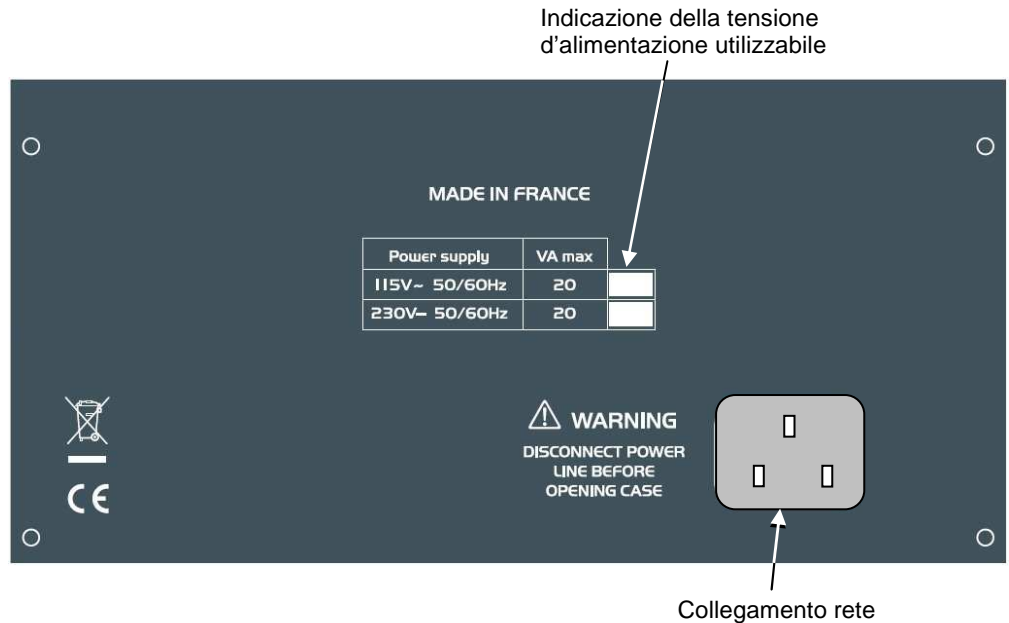 Indicazione della tensione
d'alimentazione utilizzabile
MADE IN FRANCE
Power supply VA max
115V~ 50/60Hz 20
230V~ 50/60Hz 20
WARNING
DISCONNECT POWER
LINE BEFORE
OPENING CASE
CE
Collegamento rete